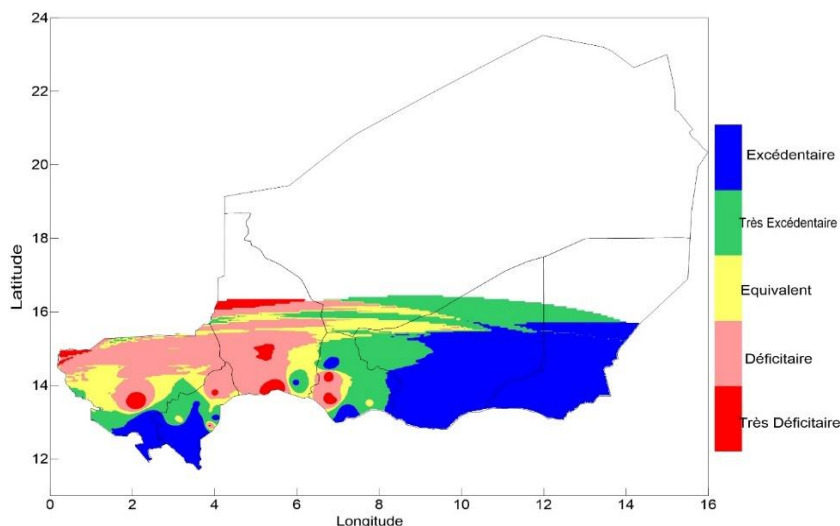 24
22
20
18
16
14
12
Latitude
0 2 4 6 8 10 12 14 16
Longitude
Excédentaire
Très Excédentaire
Equivalent
Déficitaire
Très Déficitaire